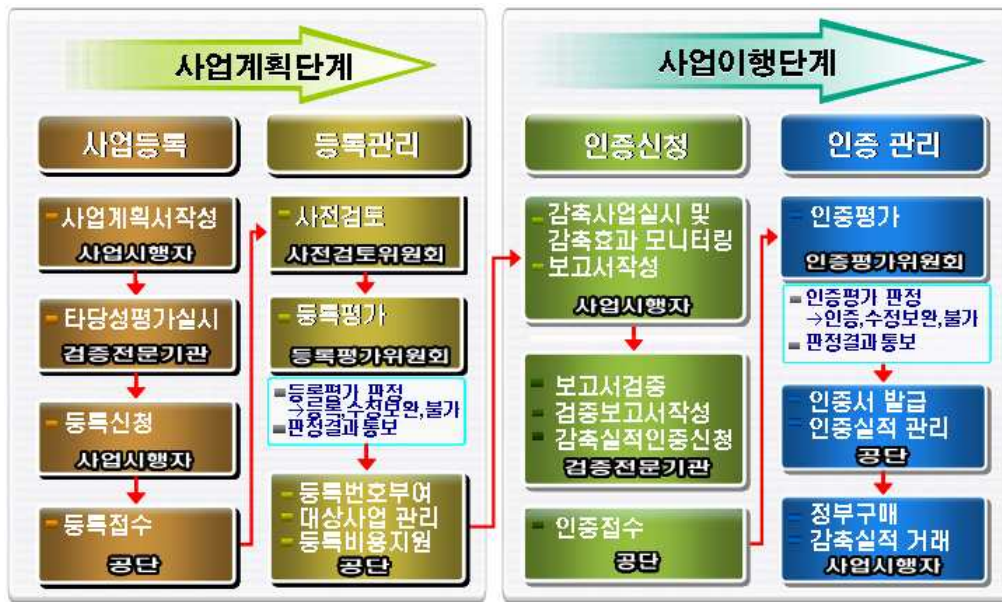 사업계획단계
사업등록
사업계획서작성
사업시행자
타당성평가실시
검증전문기관
등록신청
사업시행자
등록접수
공단
등록관리
사전검토
사전검토위원회
등록평가
등록평가위원회
등록평가 판정
→등록,수정보완,불가
판정결과통보
등록번호부여
대상사업 관리
등록비용지원
공단
사업이행단계
인증신청
감축사업실시 및
감축효과 모니터링
보고서작성
사업시행자
보고서검증
검증보고서작성
감축실적인증신청
검증전문기관
인증접수
공단
인증 관리
인증평가
인증평가위원회
인증평가 판정
→인증,수정보완,불가
판정결과통보
인증서 발급
인증실적 관리
공단
정부구매
감축실적 거래
사업시행자